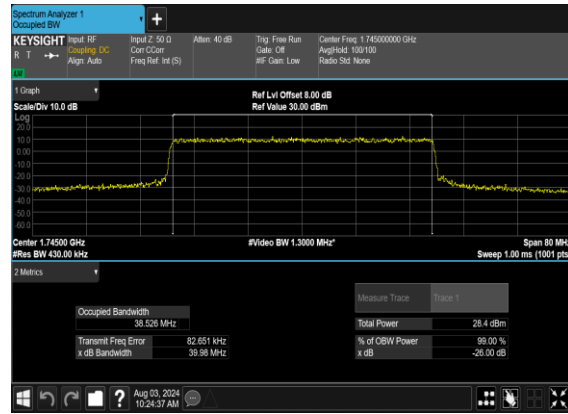 Spectrum Analyzer 1
Occupied BW
+
KEYSIGHT Input: RF Input Z: 50 Ω Atten: 40 dB Trig: Free Run Center Freq: 1.745000000 GHz
R T Coupling: DC Corr CCorr Gate: Off Avg|Hold: 100/100
Align: Auto Freq Ref: Int (S) #IF Gain: Low Radio Std: None
1 Graph
Ref Lvl Offset 8.00 dB
Scale/Div 10.0 dB Ref Value 30.00 dBm
Log
20.0
10.0
0.00
-10.0
-20.0
-30.0
-40.0
-50.0
-60.0
Center 1.74500 GHz #Video BW 1.3000 MHz* Span 80 MHz
#Res BW 430.00 kHz Sweep 1.00 ms (1001 pts
2 Metrics
Measure Trace Trace 1
Occupied Bandwidth
38.526 MHz Total Power 28.4 dBm
Transmit Freq Error 82.651 kHz % of OBW Power 99.00 %
x dB Bandwidth 39.98 MHz x dB -26.00 dB
? Aug 03, 2024
10:24:37 AM